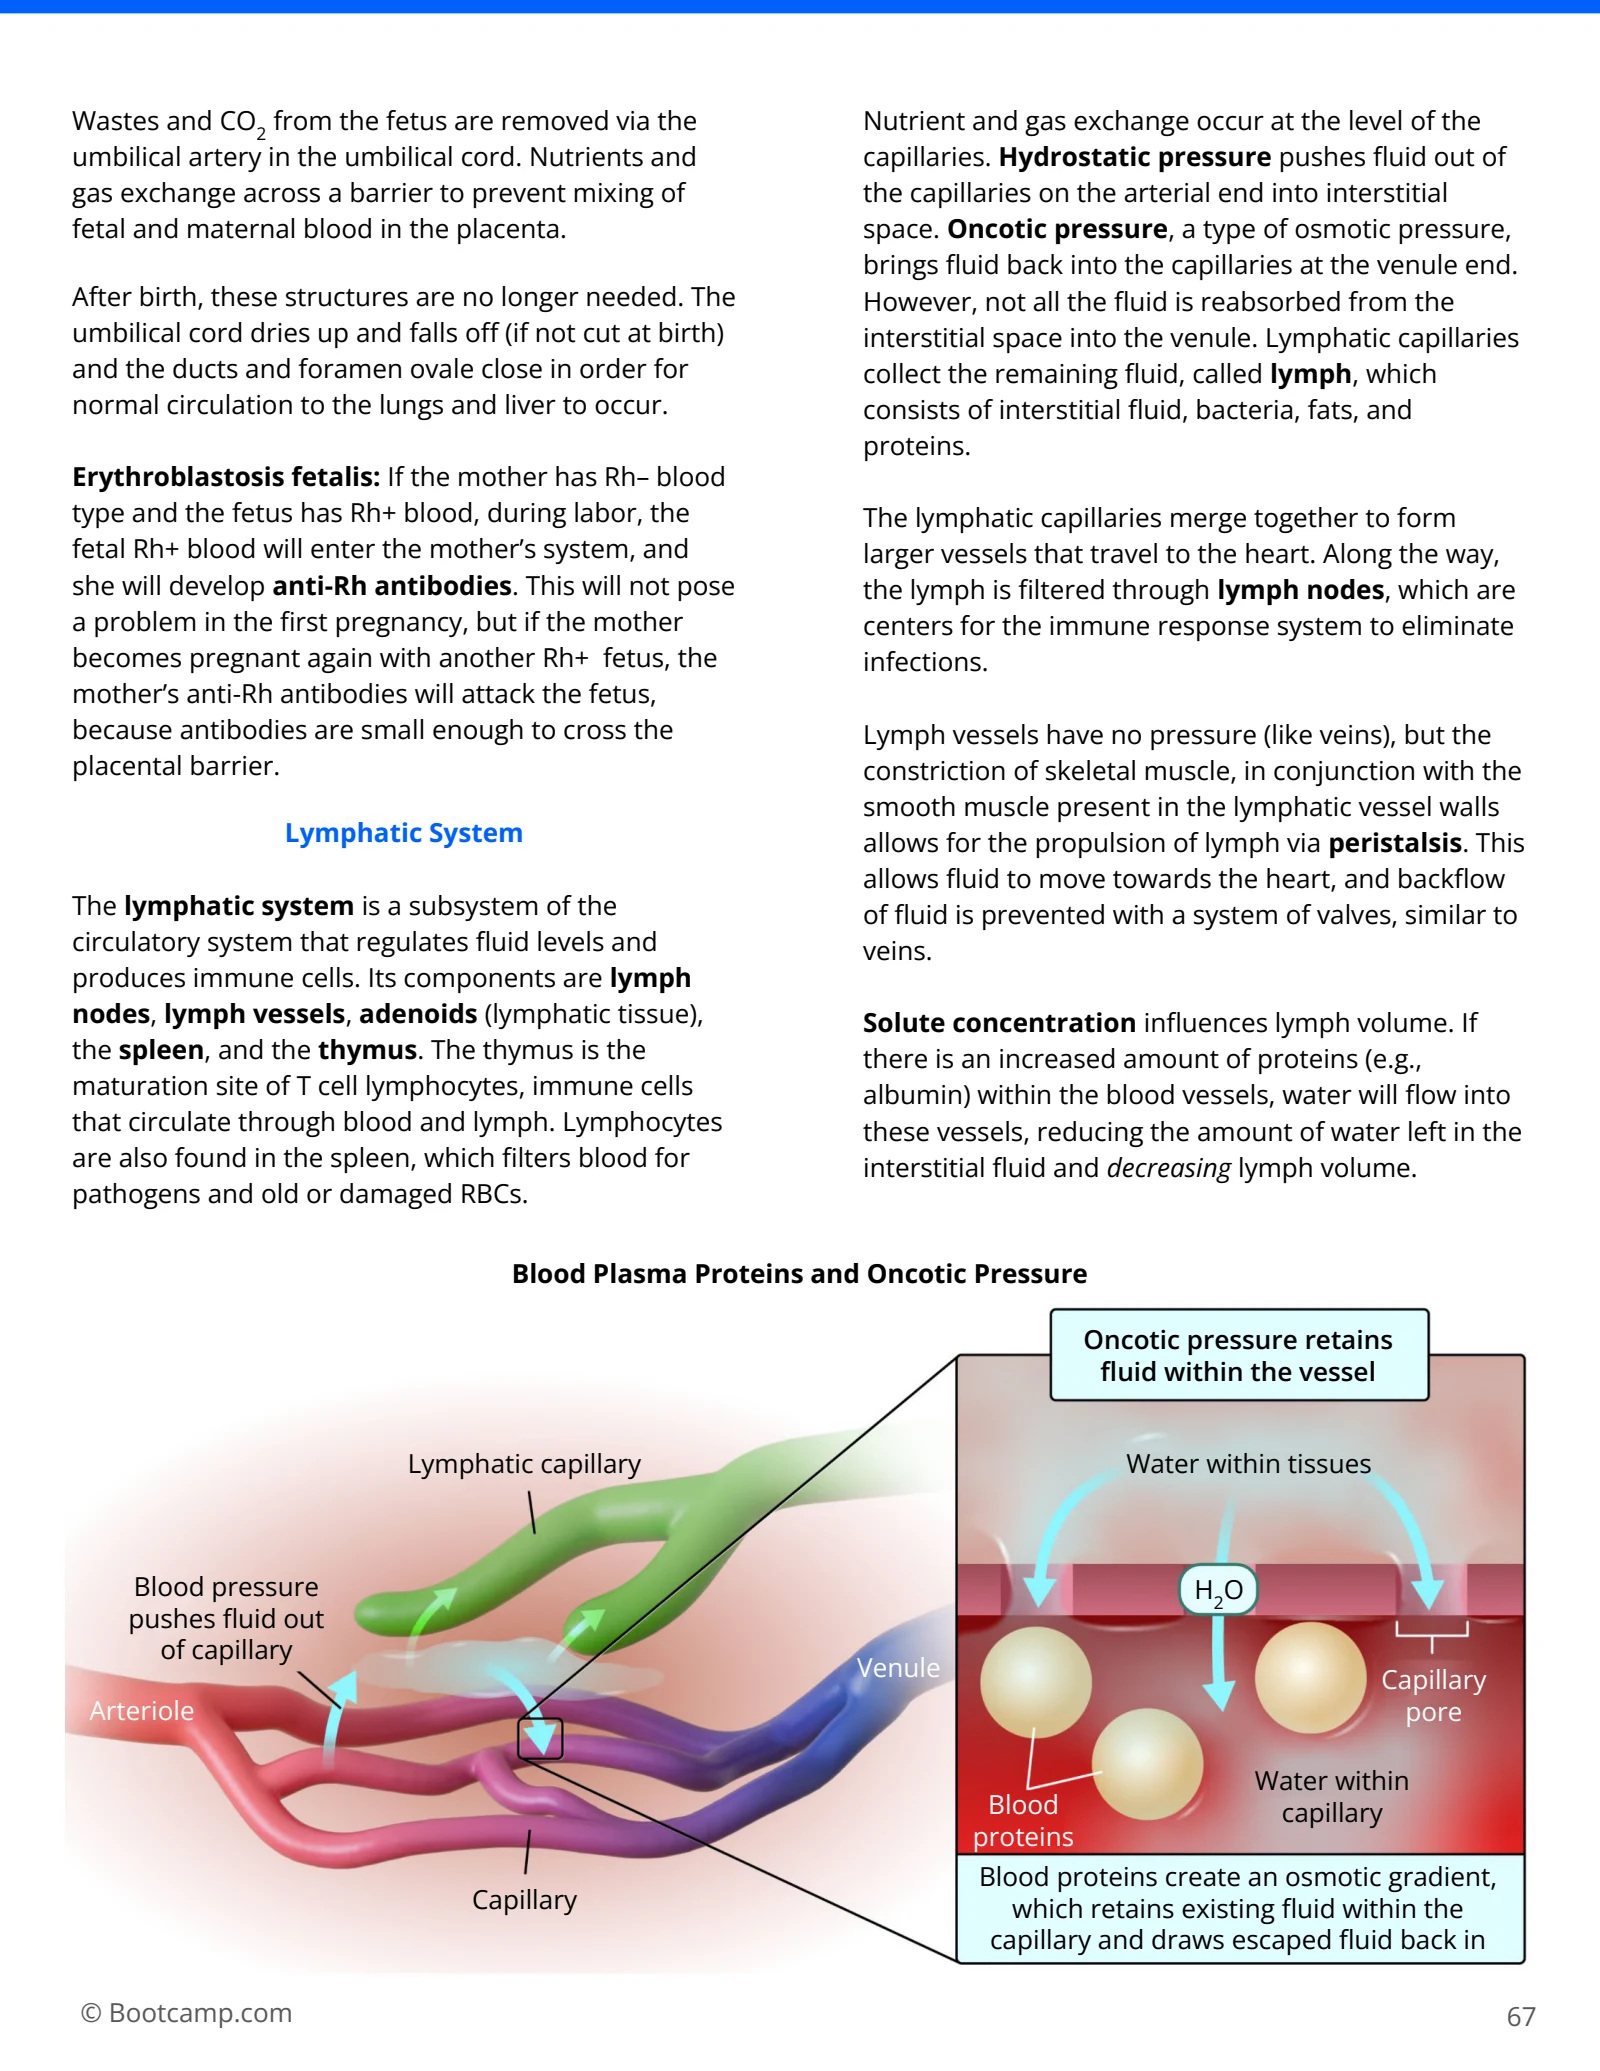 Wastes and CO2 from the fetus are removed via the
umbilical artery in the umbilical cord. Nutrients and
gas exchange across a barrier to prevent mixing of
fetal and maternal blood in the placenta.
After birth, these structures are no longer needed. The
umbilical cord dries up and falls off (if not cut at birth)
and the ducts and foramen ovale close in order for
normal circulation to the lungs and liver to occur.
Erythroblastosis fetalis: If the mother has Rh– blood
type and the fetus has Rh+ blood, during labor, the
fetal Rh+ blood will enter the mother’s system, and
she will develop anti-Rh antibodies. This will not pose
a problem in the first pregnancy, but if the mother
becomes pregnant again with another Rh+ fetus, the
mother’s anti-Rh antibodies will attack the fetus,
because antibodies are small enough to cross the
placental barrier.
Lymphatic System
The lymphatic system is a subsystem of the
circulatory system that regulates fluid levels and
produces immune cells. Its components are lymph
nodes, lymph vessels, adenoids (lymphatic tissue),
the spleen, and the thymus. The thymus is the
maturation site of T cell lymphocytes, immune cells
that circulate through blood and lymph. Lymphocytes
are also found in the spleen, which filters blood for
pathogens and old or damaged RBCs.
Nutrient and gas exchange occur at the level of the
capillaries. Hydrostatic pressure pushes fluid out of
the capillaries on the arterial end into interstitial
space. Oncotic pressure, a type of osmotic pressure,
brings fluid back into the capillaries at the venule end.
However, not all the fluid is reabsorbed from the
interstitial space into the venule. Lymphatic capillaries
collect the remaining fluid, called lymph, which
consists of interstitial fluid, bacteria, fats, and
proteins.
The lymphatic capillaries merge together to form
larger vessels that travel to the heart. Along the way,
the lymph is filtered through lymph nodes, which are
centers for the immune response system to eliminate
infections.
Lymph vessels have no pressure (like veins), but the
constriction of skeletal muscle, in conjunction with the
smooth muscle present in the lymphatic vessel walls
allows for the propulsion of lymph via peristalsis. This
allows fluid to move towards the heart, and backflow
of fluid is prevented with a system of valves, similar to
veins.
Solute concentration influences lymph volume. If
there is an increased amount of proteins (e.g.,
albumin) within the blood vessels, water will flow into
these vessels, reducing the amount of water left in the
interstitial fluid and decreasing lymph volume.
Blood Plasma Proteins and Oncotic Pressure
Lymphatic capillary
Blood pressure
pushes fluid out
of capillary
Arteriole
Venule
Capillary
Oncotic pressure retains
fluid within the vessel
Water within tissues
H2O
Capillary
pore
Blood
proteins
Water within
capillary
Blood proteins create an osmotic gradient,
which retains existing fluid within the
capillary and draws escaped fluid back in
© Bootcamp.com
67